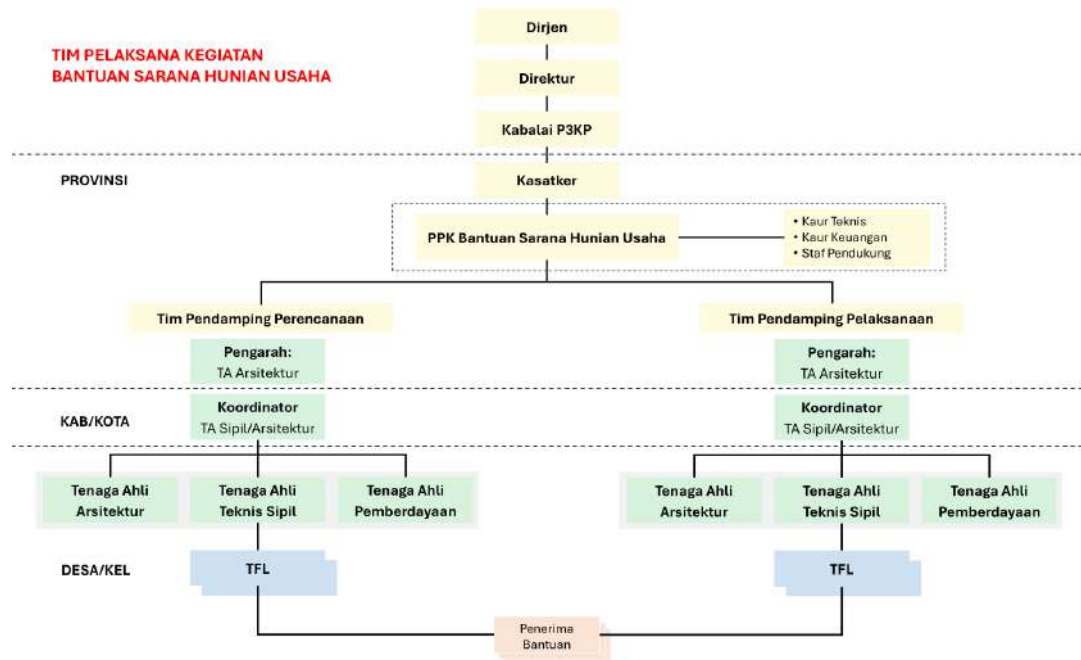 TIM PELAKSANA KEGIATAN
BANTUAN SARANA HUNIAN USAHA
Dirjen
Direktur
Kabalai P3KP
PROVINSI
Kasatker
PPK Bantuan Sarana Hunian Usaha
• Kaur Teknis
• Kaur Keuangan
• Staf Pendukung
Tim Pendamping Perencanaan
Tim Pendamping Pelaksanaan
Pengarah:
TA Arsitektur
Pengarah:
TA Arsitektur
KAB/KOTA
Koordinator
TA Sipil/Arsitektur
Koordinator
TA Sipil/Arsitektur
Tenaga Ahli
Arsitektur
Tenaga Ahli
Teknis Sipil
Tenaga Ahli
Pemberdayaan
Tenaga Ahli
Arsitektur
Tenaga Ahli
Teknis Sipil
Tenaga Ahli
Pemberdayaan
DESA/KEL
TFL
TFL
Penerima
Bantuan